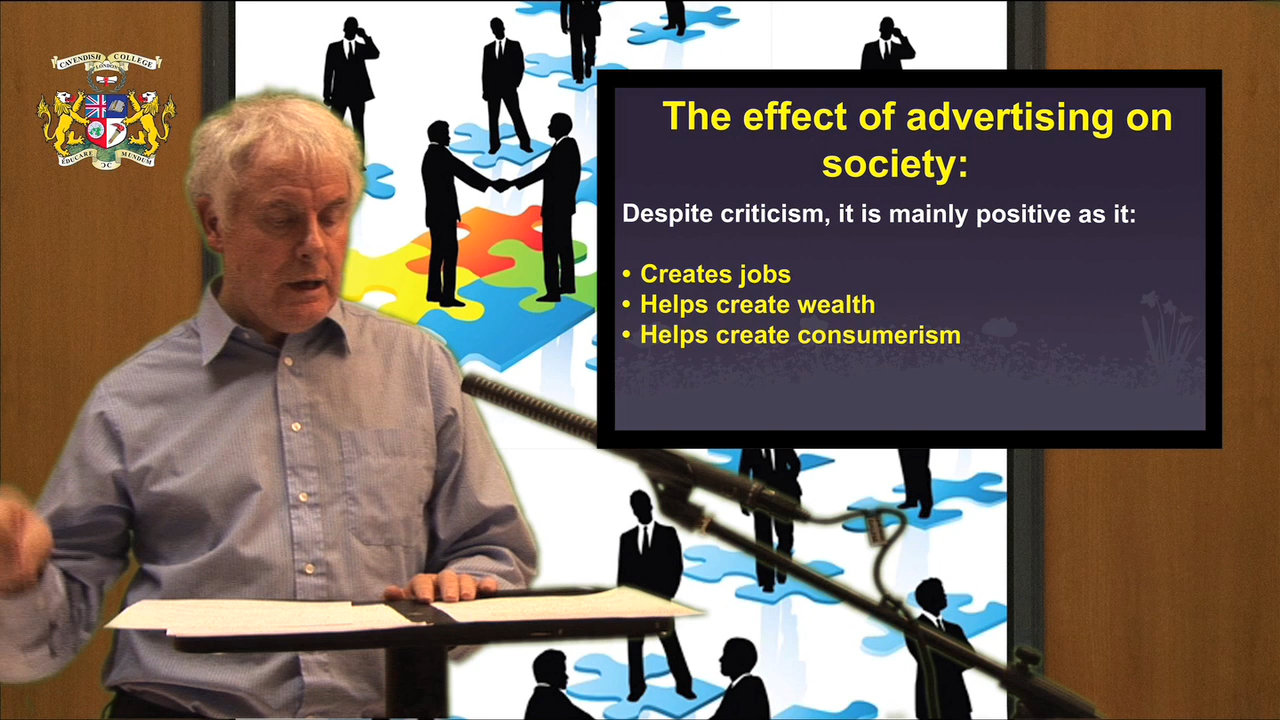 CAVENDISH COLLEGE
LONDON
EDUCARE MUNDUM
CC
The effect of advertising on
society:
Despite criticism, it is mainly positive as it:
• Creates jobs
• Helps create wealth
• Helps create consumerism